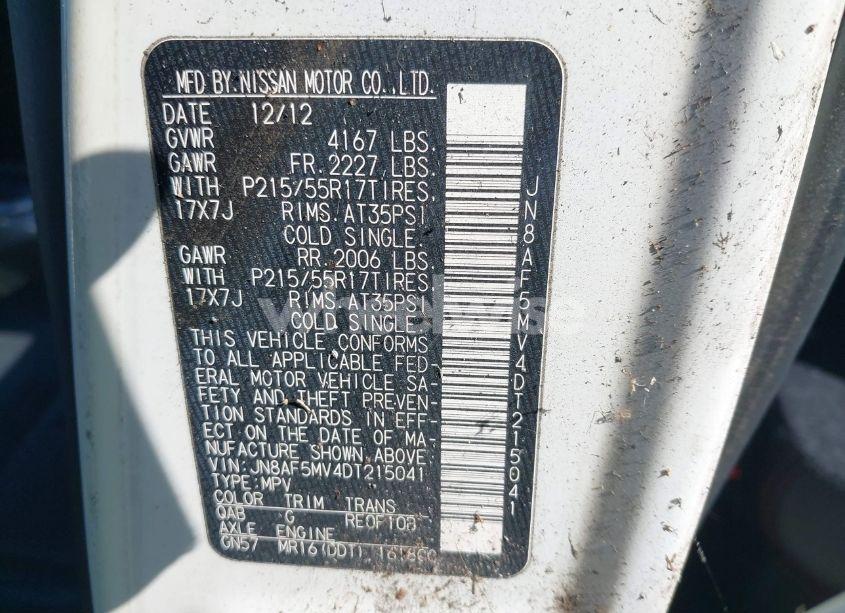 MFD BY NISSAN MOTOR CO.,LTD.
DATE 12/12
GVWR 4167 LBS.
GAWR FR. 2227 LBS.
WITH P215/55R17TIRES,
17X7J RIMS, AT35PSI
COLD SINGLE.
GAWR RR. 2006 LBS.
WITH P215/55R17TIRES,
17X7J RIMS, AT35PSI
COLD SINGLE.
THIS VEHICLE CONFORMS
TO ALL APPLICABLE FED-
ERAL MOTOR VEHICLE SA-
FETY AND THEFT PREVEN-
TION STANDARDS IN EFF-
ECT ON THE DATE OF MA-
NUFACTURE SHOWN ABOVE
VIN: JN8AF5MV4DT215041
TYPE: MPV
COLOR TRIM TRANS
QAB G
AXLE ENGINE
GN57 MR16(DDT) 1618CC
JN8AF5MV4DT215041